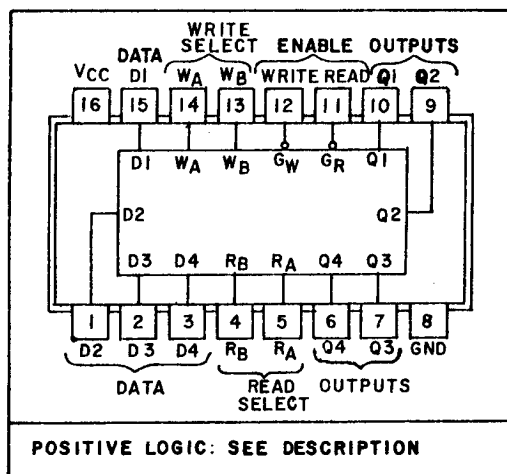 WRITE
DATA SELECT ENABLE OUTPUTS
VCC D1 WA WB WRITE READ Q1 Q2
16 15 14 13 12 11 10 9
D1 WA WB GW GR Q1
D2 Q2
D3 D4 RB RA Q4 Q3
1 2 3 4 5 6 7 8
D2 D3 D4 RB RA Q4 Q3 GND
DATA READ OUTPUTS
SELECT
POSITIVE LOGIC: SEE DESCRIPTION